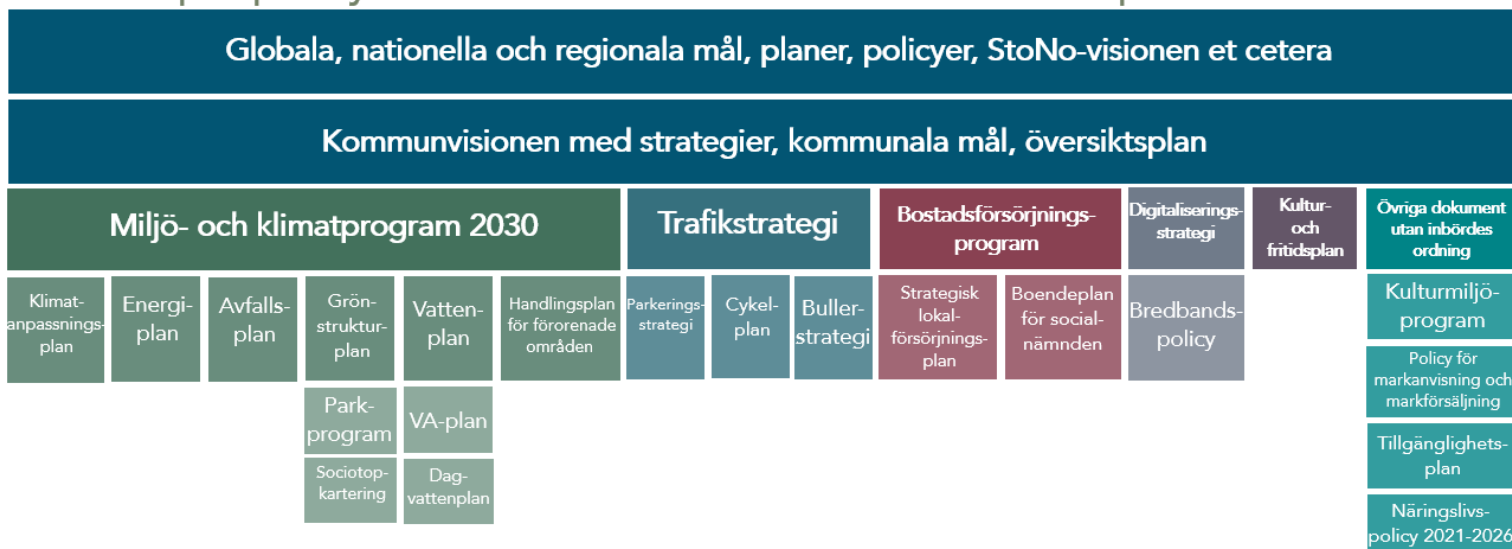 Globala, nationella och regionala mål, planer, policyer, StoNo-visionen et cetera
Kommunvisionen med strategier, kommunala mål, översiktsplan
Miljö- och klimatprogram 2030
Trafikstrategi
Bostadsförsörjnings-
program
Digitaliserings-
strategi
Kultur-
och
fritidsplan
Övriga dokument
utan inbördes
ordning
Klimat-
anpassnings-
plan
Energi-
plan
Avfalls-
plan
Grön-
struktur-
plan
Vatten-
plan
Handlingsplan
för förorenade
områden
Parkerings-
strategi
Cykel-
plan
Buller-
strategi
Strategisk
lokal-
försörjnings-
plan
Boendeplan
för social-
nämnden
Bredbands-
policy
Kulturmiljö-
program
Park-
program
VA-plan
Policy för
markanvisning och
markförsäljning
Sociotop-
kartering
Dag-
vattenplan
Tillgänglighets-
plan
Näringslivs-
policy 2021-2026